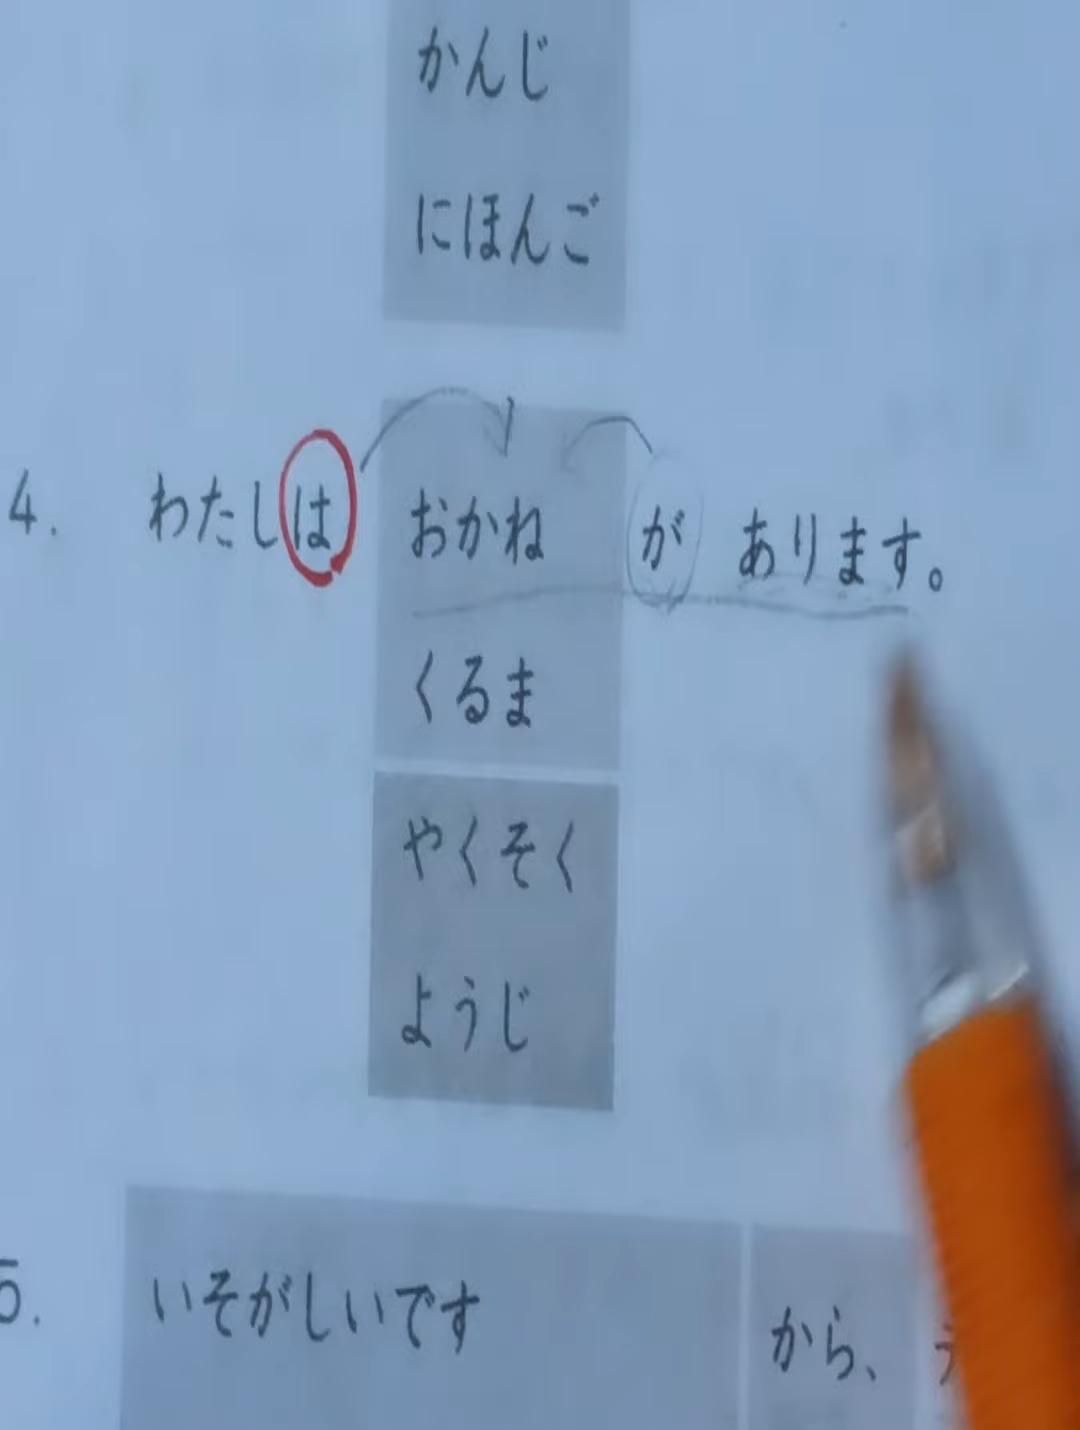 かんじ
にほんご
4. わたしは おかね が あります。
くるま
やくそく
ようじ
5. いそがしいです から、